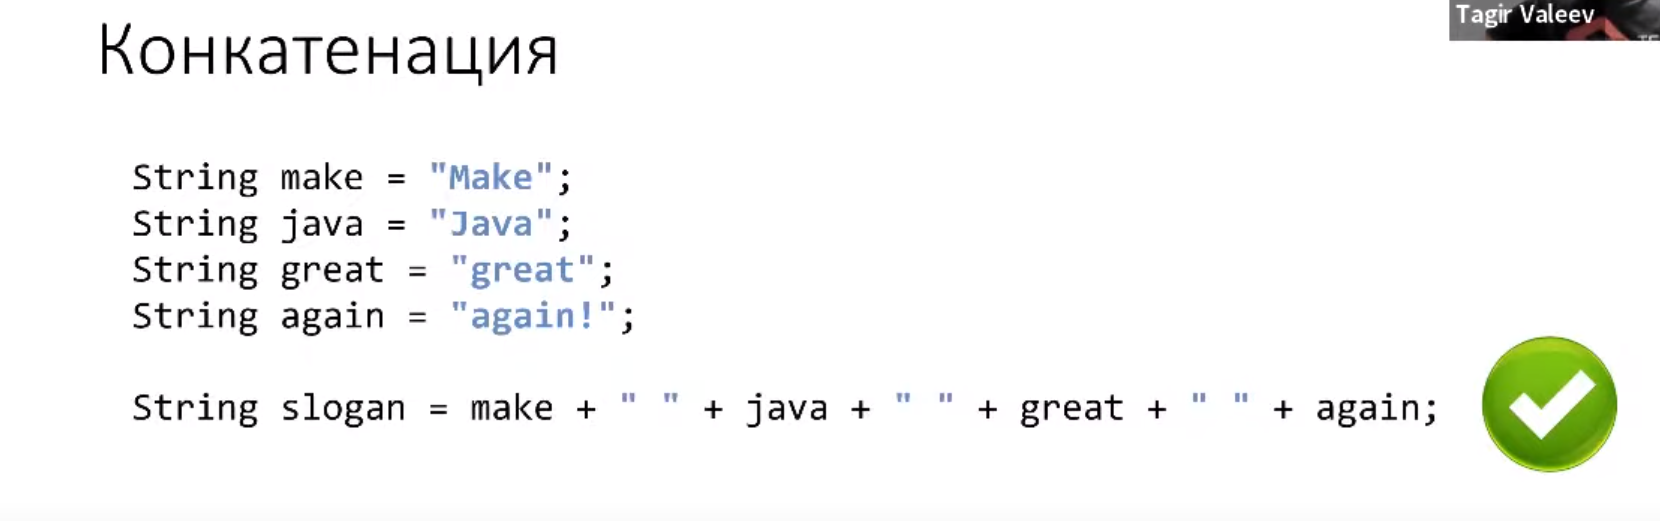 Tagir Valeev
Конкатенация
String make = "Make";
String java = "Java";
String great = "great";
String again = "again!";
String slogan = make + " " + java + " " + great + " " + again;